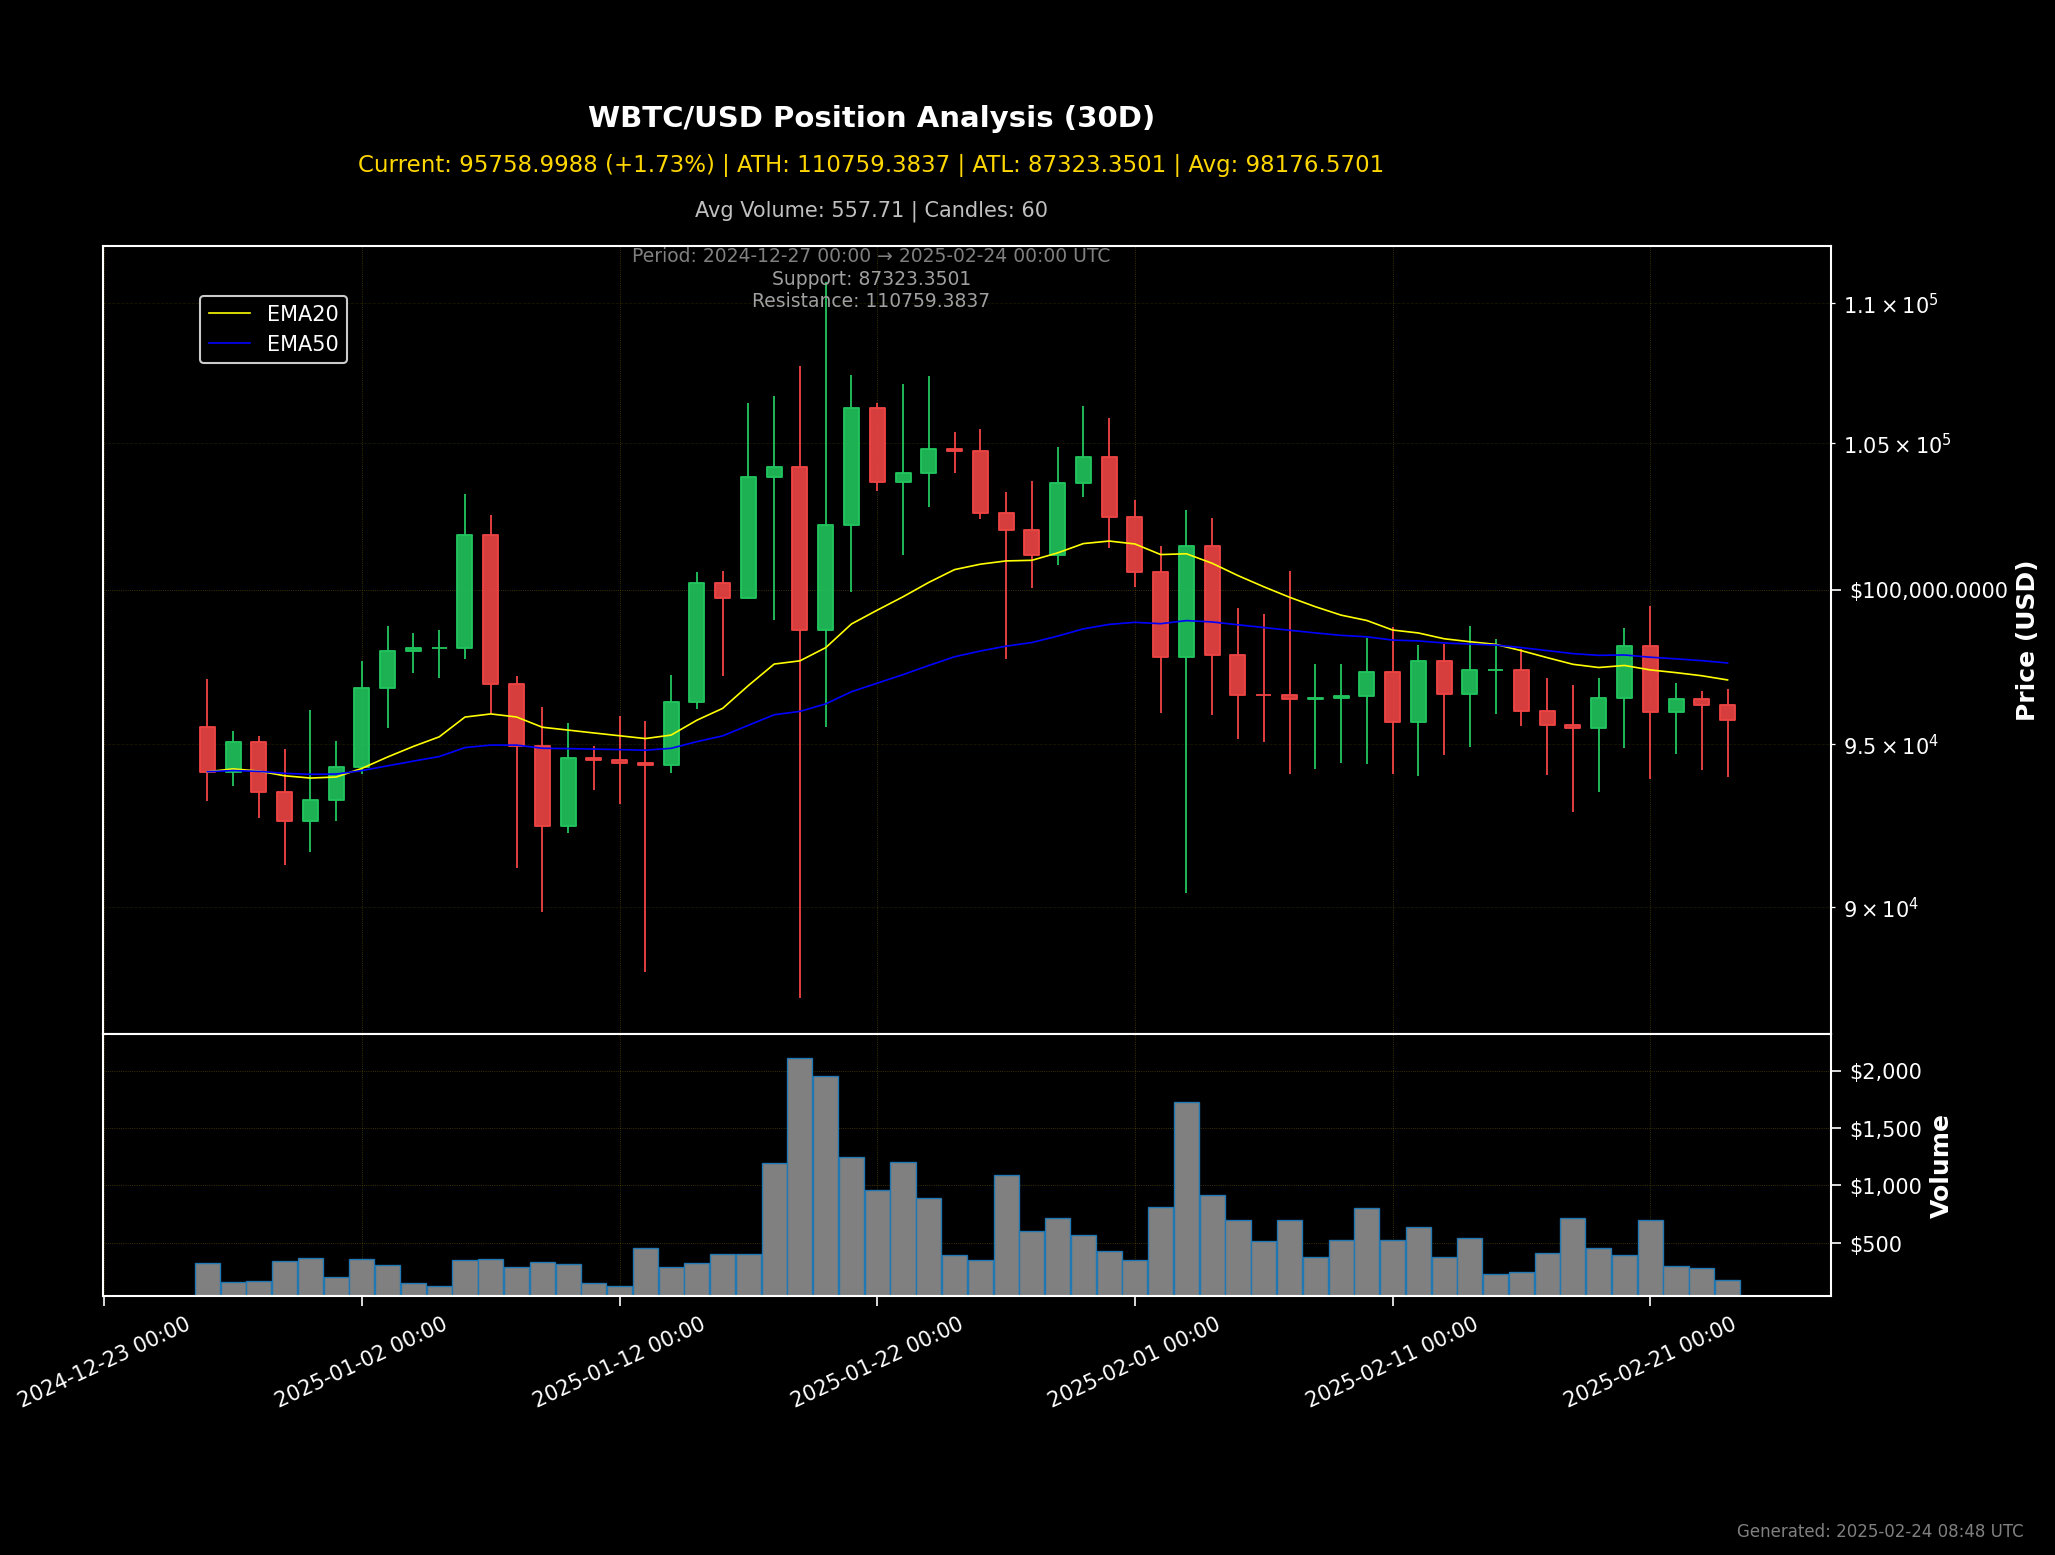 WBTC/USD Position Analysis (30D)
Current: 95758.9988 (+1.73%) | ATH: 110759.3837 | ATL: 87323.3501 | Avg: 98176.5701
Avg Volume: 557.71 | Candles: 60
Period: 2024-12-27 00:00 → 2025-02-24 00:00 UTC
Support: 87323.3501
Resistance: 110759.3837
EMA20
EMA50
1.1 × 10⁵
1.05 × 10⁵
$100,000.0000
9.5 × 10⁴
9 × 10⁴
Price (USD)
$2,000
$1,500
$1,000
$500
Volume
2024-12-23 00:00
2025-01-02 00:00
2025-01-12 00:00
2025-01-22 00:00
2025-02-01 00:00
2025-02-11 00:00
2025-02-21 00:00
Generated: 2025-02-24 08:48 UTC